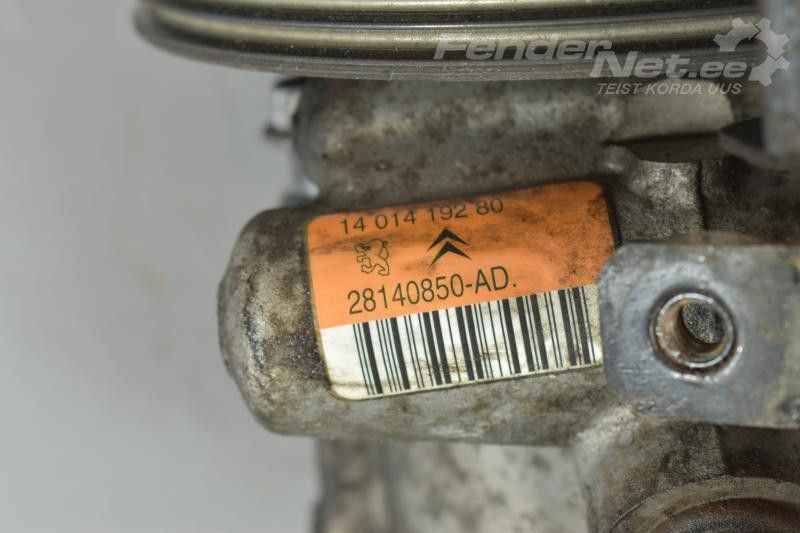 FenderNet.ee
TEIST KORDA UUS
14 014 192 80
28140850-AD.